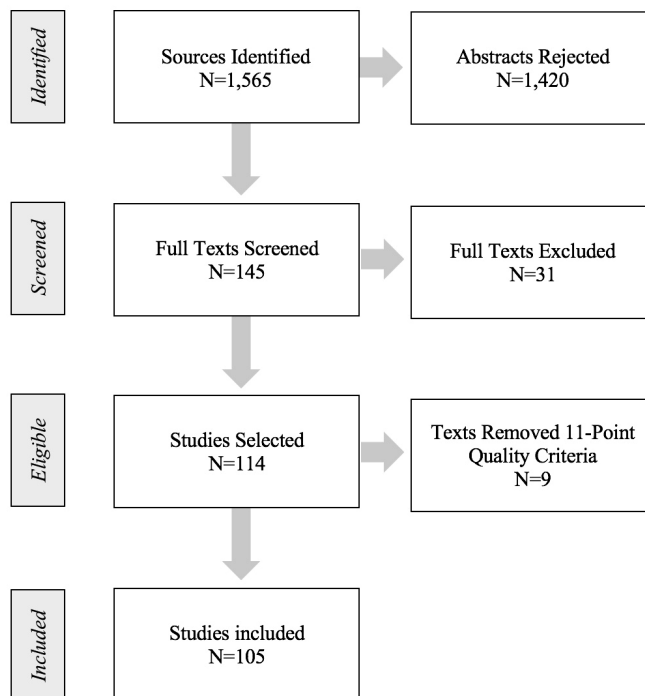 Identified
Sources Identified
N=1,565
Abstracts Rejected
N=1,420
Screened
Full Texts Screened
N=145
Full Texts Excluded
N=31
Eligible
Studies Selected
N=114
Texts Removed 11-Point
Quality Criteria
N=9
Included
Studies included
N=105